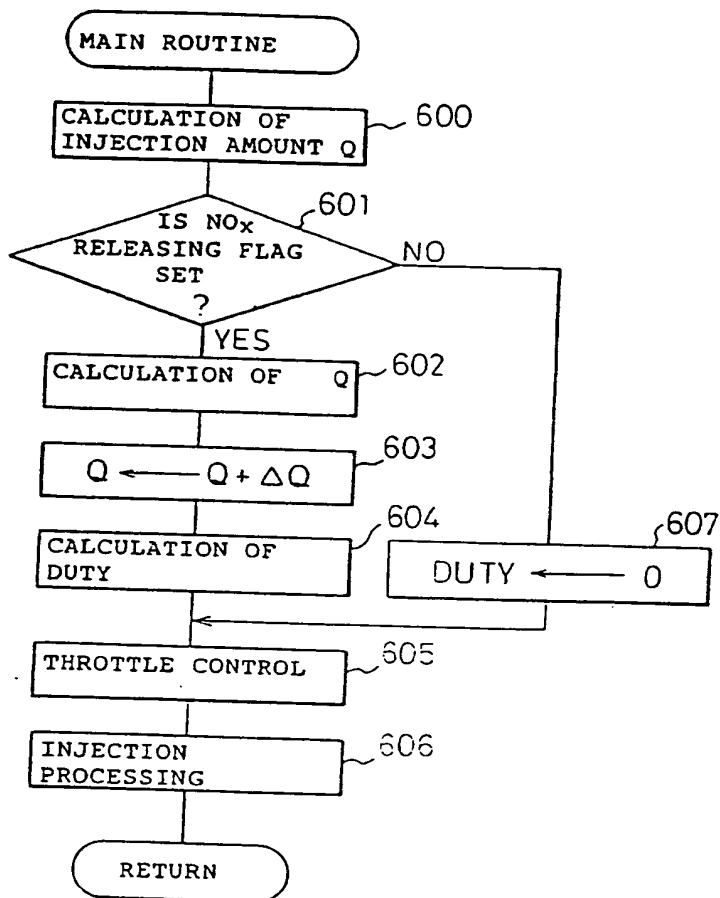 MAIN ROUTINE
CALCULATION OF
INJECTION AMOUNT Q
600
601
IS NOx
RELEASING FLAG
SET
?
NO
YES
CALCULATION OF Q
602
Q ← Q + △Q
603
CALCULATION OF
DUTY
604
DUTY ← 0
607
THROTTLE CONTROL
605
INJECTION
PROCESSING
606
RETURN